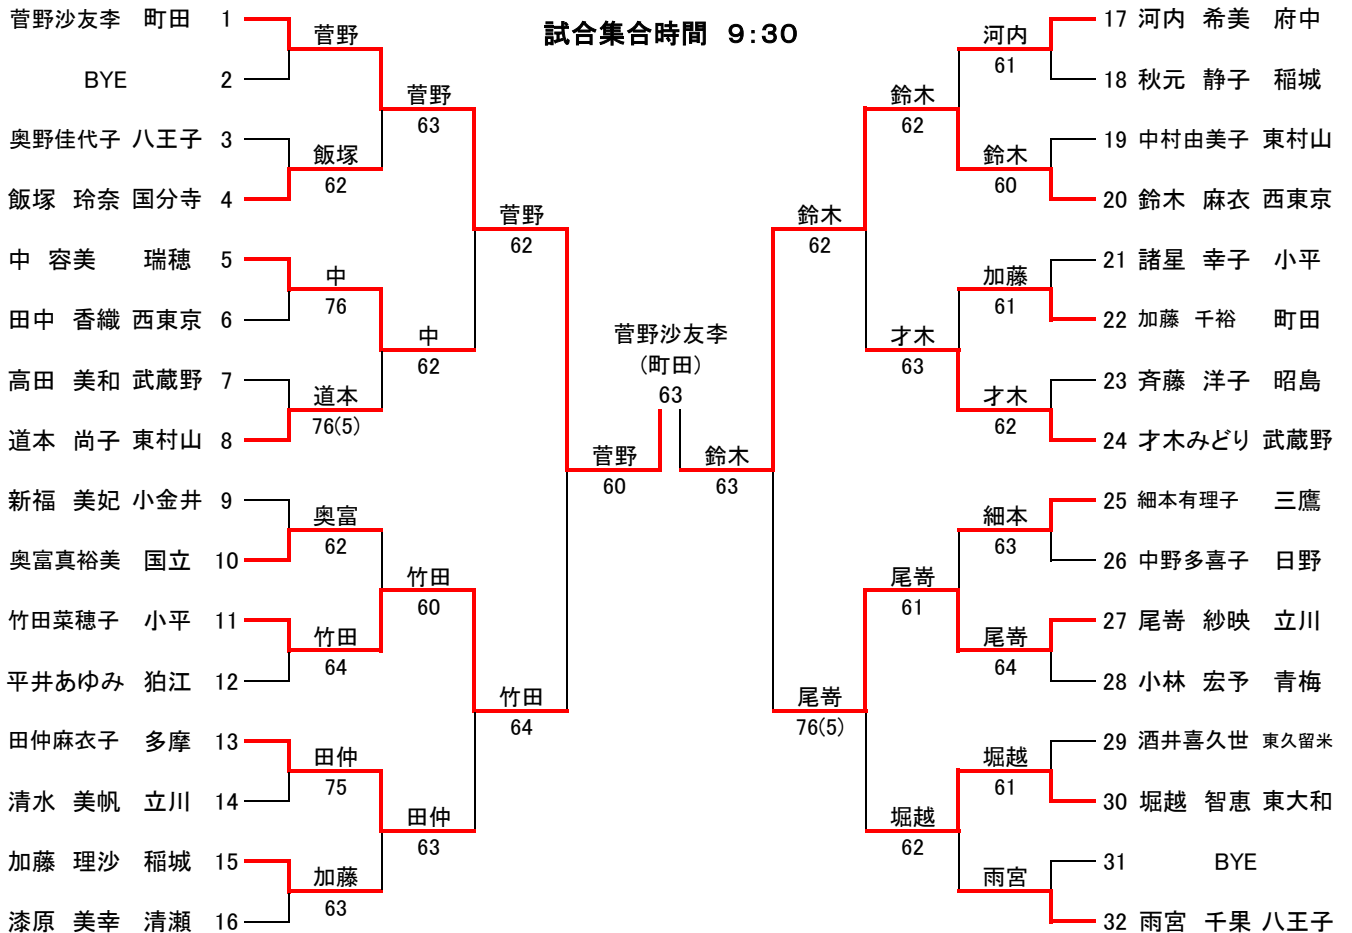 試合集合時間 9:30
菅野沙友李 町田 1
BYE 2
奥野佳代子 八王子 3
飯塚 玲奈 国分寺 4
中 容美 瑞穂 5
田中 香織 西東京 6
高田 美和 武蔵野 7
道本 尚子 東村山 8
新福 美妃 小金井 9
奥富真裕美 国立 10
竹田菜穂子 小平 11
平井あゆみ 狛江 12
田仲麻衣子 多摩 13
清水 美帆 立川 14
加藤 理沙 稲城 15
漆原 美幸 清瀬 16
菅野
飯塚
62
中
76
道本
76(5)
奥富
62
竹田
64
田仲
75
加藤
63
菅野
63
中
62
竹田
60
田仲
63
菅野
62
竹田
64
菅野
60
菅野沙友李
(町田)
63
鈴木
63
鈴木
62
尾嵜
76(5)
鈴木
62
才木
63
尾嵜
61
堀越
62
河内
61
鈴木
60
加藤
61
才木
62
細本
63
尾嵜
64
堀越
61
雨宮
17 河内 希美 府中
18 秋元 静子 稲城
19 中村由美子 東村山
20 鈴木 麻衣 西東京
21 諸星 幸子 小平
22 加藤 千裕 町田
23 斉藤 洋子 昭島
24 才木みどり 武蔵野
25 細本有理子 三鷹
26 中野多喜子 日野
27 尾嵜 紗映 立川
28 小林 宏予 青梅
29 酒井喜久世 東久留米
30 堀越 智恵 東大和
31 BYE
32 雨宮 千果 八王子